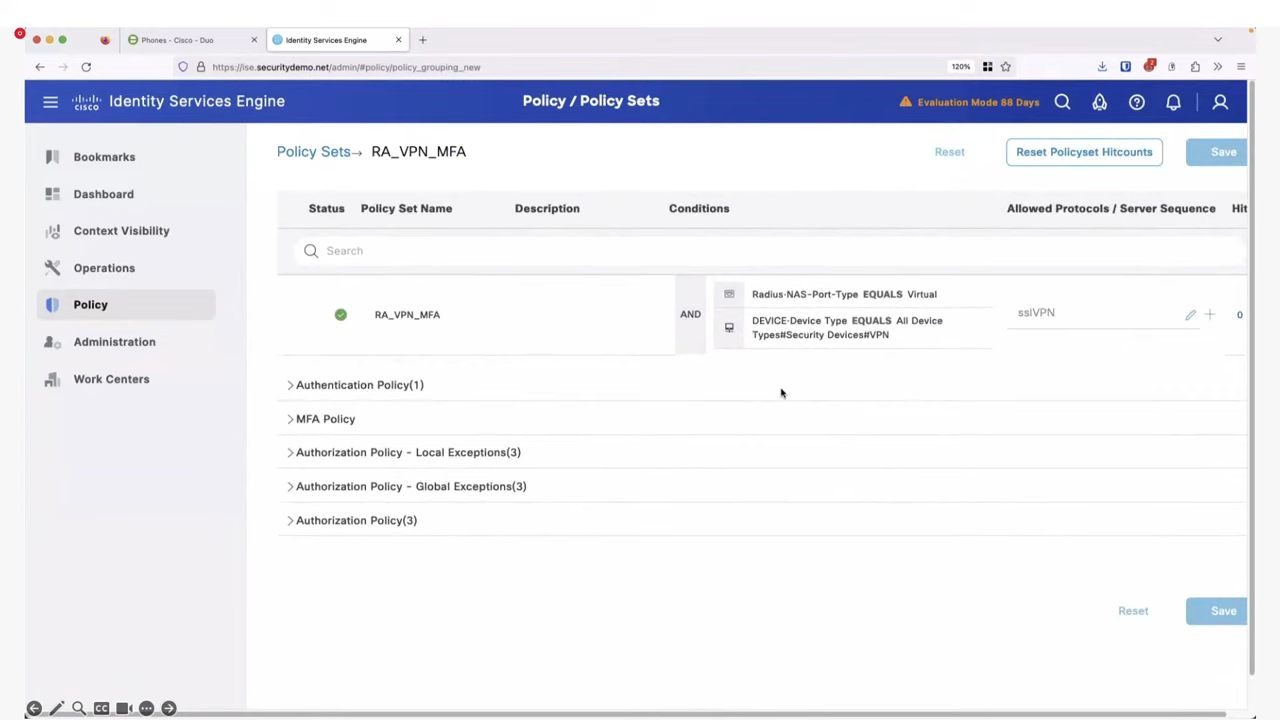 Phones - Cisco - Duo
Identity Services Engine
https://ise.securitydemo.net/admin/#policy/policy_grouping_new
120%
2
CISCO
Identity Services Engine
Policy / Policy Sets
Evaluation Mode 88 Days
Bookmarks
Dashboard
Context Visibility
Operations
Policy
Administration
Work Centers
Policy Sets→ RA_VPN_MFA
Reset
Reset Policyset Hitcounts
Save
Status Policy Set Name Description Conditions Allowed Protocols / Server Sequence Hit
Search
RA_VPN_MFA
AND
Radius·NAS-Port-Type EQUALS Virtual
DEVICE·Device Type EQUALS All Device
Types#Security Devices#VPN
sslVPN
0
Authentication Policy(1)
MFA Policy
Authorization Policy - Local Exceptions(3)
Authorization Policy - Global Exceptions(3)
Authorization Policy(3)
Reset
Save
CC